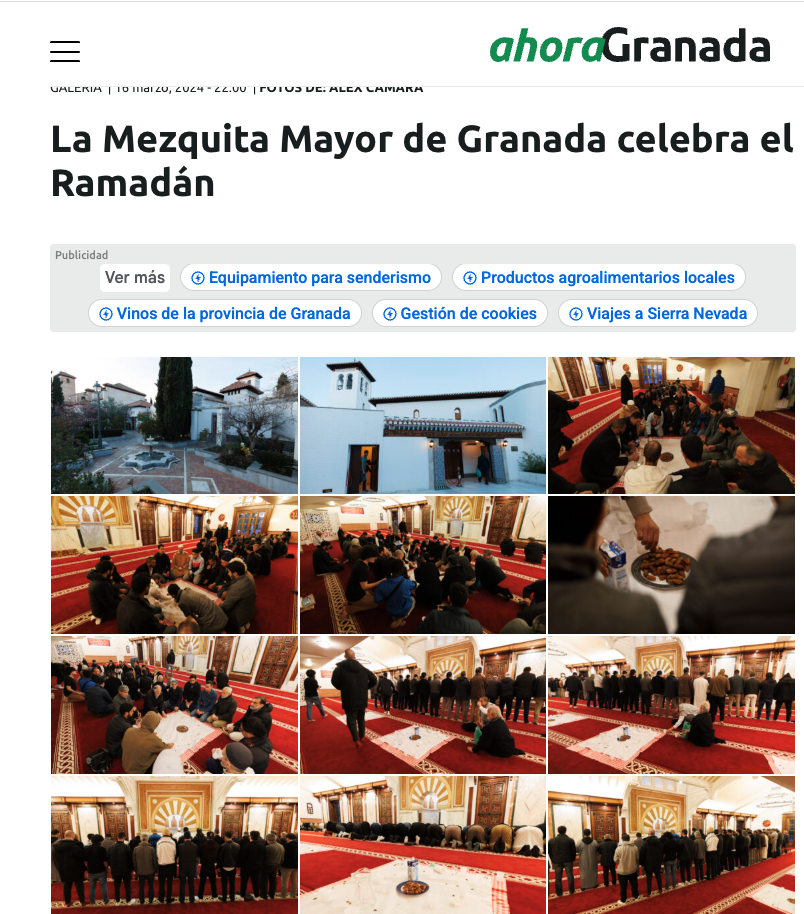 ahoraGranada
GALERÍA | 16 marzo, 2024 - 22:00 | FOTOS DE: ALEX CÁMARA
La Mezquita Mayor de Granada celebra el
Ramadán
Publicidad
Ver más
Equipamiento para senderismo
Productos agroalimentarios locales
Vinos de la provincia de Granada
Gestión de cookies
Viajes a Sierra Nevada